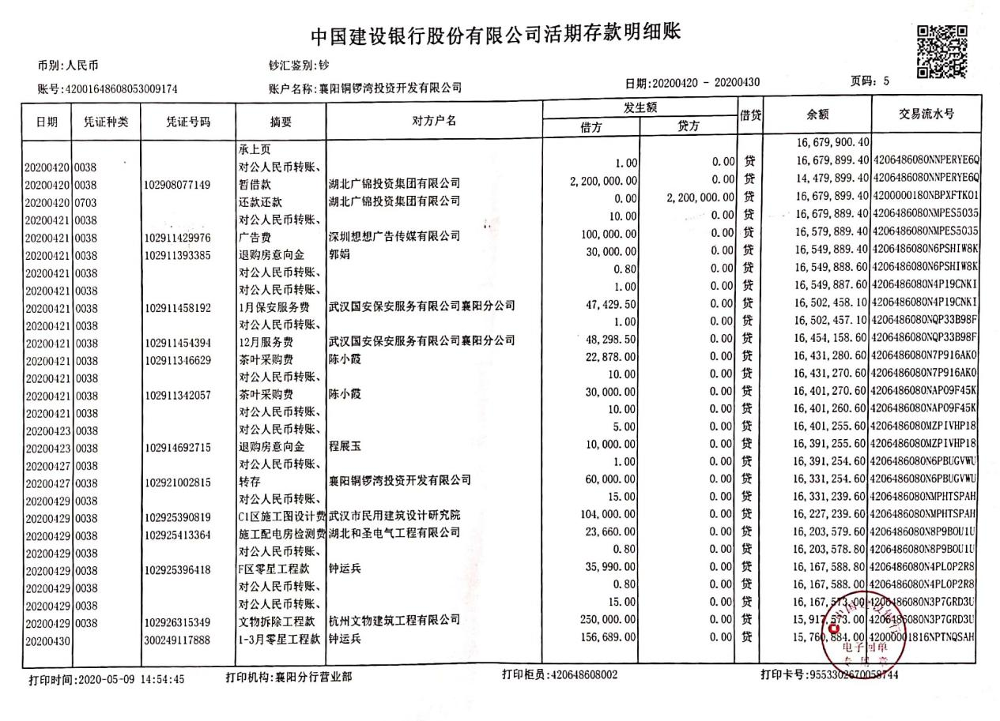 中国建设银行股份有限公司活期存款明细账
币别:人民币 钞汇鉴别:钞
账号:42001648608053009174 账户名称:襄阳铜锣湾投资开发有限公司 日期:20200420 - 20200430 页码: 5
日期 凭证种类 凭证号码 摘要 对方户名 发生额 借贷 余额 交易流水号
借方 贷方
承上页 16,679,900.40
20200420 0038 对公人民币转账、 1.00 0.00 贷 16,679,899.40 4206486080NNPERYE6Q
20200420 0038 102908077149 暂借款 湖北广锦投资集团有限公司 2,200,000.00 0.00 贷 14,479,899.40 4206486080NNPERYE6Q
20200420 0703 还款还款 湖北广锦投资集团有限公司 0.00 2,200,000.00 贷 16,679,899.40 4200000180NBPXFTKO1
20200421 0038 对公人民币转账、 10.00 0.00 贷 16,679,889.40 4206486080NMPES5035
20200421 0038 102911429976 广告费 深圳想想广告传媒有限公司 100,000.00 0.00 贷 16,579,889.40 4206486080NMPES5035
20200421 0038 102911393385 退购房意向金 郭娟 30,000.00 0.00 贷 16,549,889.40 4206486080N6PSHIW8K
20200421 0038 对公人民币转账、 0.80 0.00 贷 16,549,888.60 4206486080N6PSHIW8K
20200421 0038 对公人民币转账、 1.00 0.00 贷 16,549,887.60 4206486080N4P19CNKI
20200421 0038 102911458192 1月保安服务费 武汉国安保安服务有限公司襄阳分公司 47,429.50 0.00 贷 16,502,458.10 4206486080N4P19CNKI
20200421 0038 对公人民币转账、 1.00 0.00 贷 16,502,457.10 4206486080NQP33B98F
20200421 0038 102911454394 12月服务费 武汉国安保安服务有限公司襄阳分公司 48,298.50 0.00 贷 16,454,158.60 4206486080NQP33B98F
20200421 0038 102911346629 茶叶采购费 陈小霞 22,878.00 0.00 贷 16,431,280.60 4206486080N7P916AKO
20200421 0038 对公人民币转账、 10.00 0.00 贷 16,431,270.60 4206486080N7P916AKO
20200421 0038 102911342057 茶叶采购费 陈小霞 30,000.00 0.00 贷 16,401,270.60 4206486080NAPO9F45K
20200421 0038 对公人民币转账、 10.00 0.00 贷 16,401,260.60 4206486080NAPO9F45K
20200423 0038 对公人民币转账、 5.00 0.00 贷 16,401,255.60 4206486080MZPIVHP18
20200423 0038 102914692715 退购房意向金 程展玉 10,000.00 0.00 贷 16,391,255.60 4206486080MZPIVHP18
20200427 0038 对公人民币转账、 1.00 0.00 贷 16,391,254.60 4206486080N6PBUGVWU
20200427 0038 102921002815 转存 襄阳铜锣湾投资开发有限公司 60,000.00 0.00 贷 16,331,254.60 4206486080N6PBUGVWU
20200429 0038 对公人民币转账、 15.00 0.00 贷 16,331,239.60 4206486080NMPHTSPAH
20200429 0038 102925390819 C1区施工图设计费 武汉市民用建筑设计研究院 104,000.00 0.00 贷 16,227,239.60 4206486080NMPHTSPAH
20200429 0038 102925413364 施工配电房检测费 湖北和圣电气工程有限公司 23,660.00 0.00 贷 16,203,579.60 4206486080N8P9BOU1U
20200429 0038 对公人民币转账、 0.80 0.00 贷 16,203,578.80 4206486080N8P9BOU1U
20200429 0038 102925396418 F区零星工程款 钟运兵 35,990.00 0.00 贷 16,167,588.80 4206486080N4PLOP2R8
20200429 0038 对公人民币转账、 0.80 0.00 贷 16,167,588.00 4206486080N4PLOP2R8
20200429 0038 对公人民币转账、 15.00 0.00 贷 16,167,573.00 4206486080N3P7GRD3U
20200429 0038 102926315349 文物拆除工程款 杭州文物建筑工程有限公司 250,000.00 0.00 贷 15,917,573.00 4206486080N3P7GRD3U
20200430 300249117888 1-3月零星工程款 钟运兵 156,689.00 0.00 贷 15,760,884.00 42000001816NPTNQSAH
中国建设银行
电子回单
专用章
打印时间:2020-05-09 14:54:45 打印机构:襄阳分行营业部 打印柜员:420648608002 打印卡号:9553302670058744